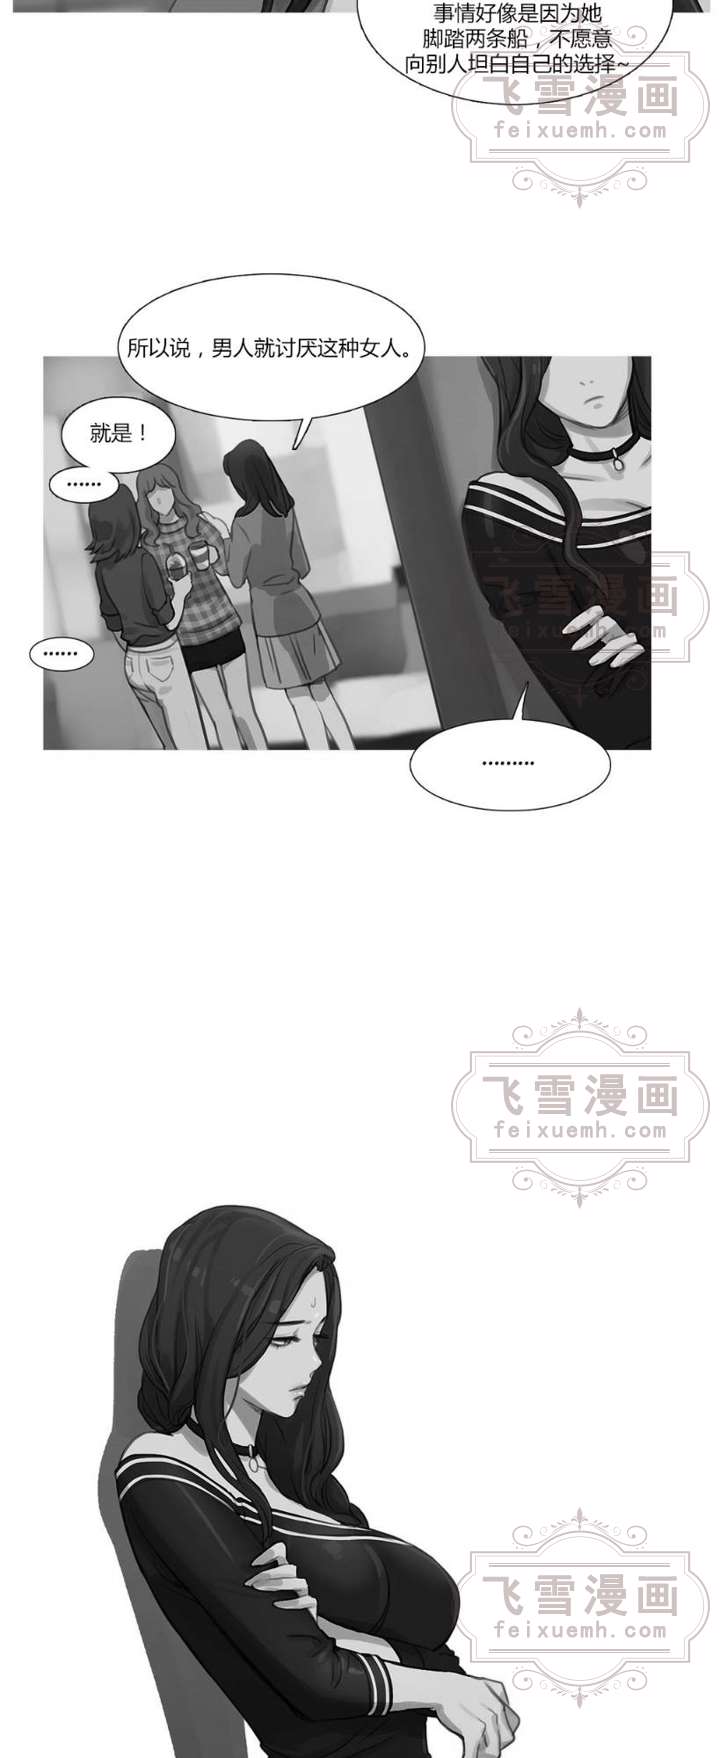 事情好像是因为她
脚踏两条船，不愿意
向别人坦白自己的选择~
飞雪漫画
feixuemh.com
所以说，男人就讨厌这种女人。
就是！
……
……
飞雪漫画
feixuemh.com
………
飞雪漫画
feixuemh.com
飞雪漫画
feixuemh.com